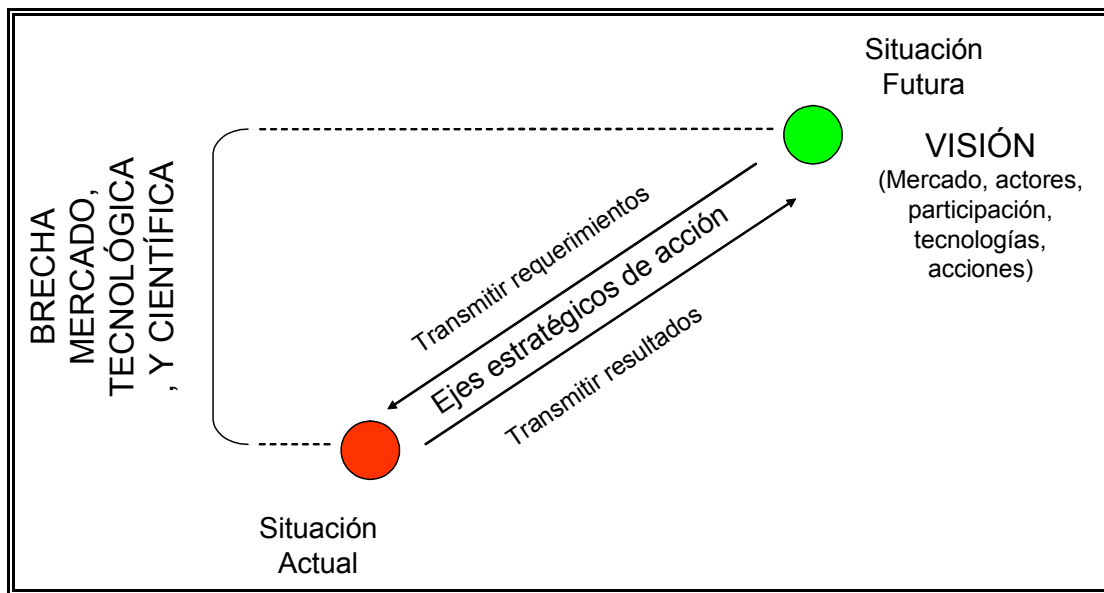 Situación
Futura
VISIÓN
(Mercado, actores,
participación,
tecnologías,
acciones)
BRECHA
MERCADO,
TECNOLÓGICA
, Y CIENTÍFICA
Transmitir requerimientos
Ejes estratégicos de acción
Transmitir resultados
Situación
Actual